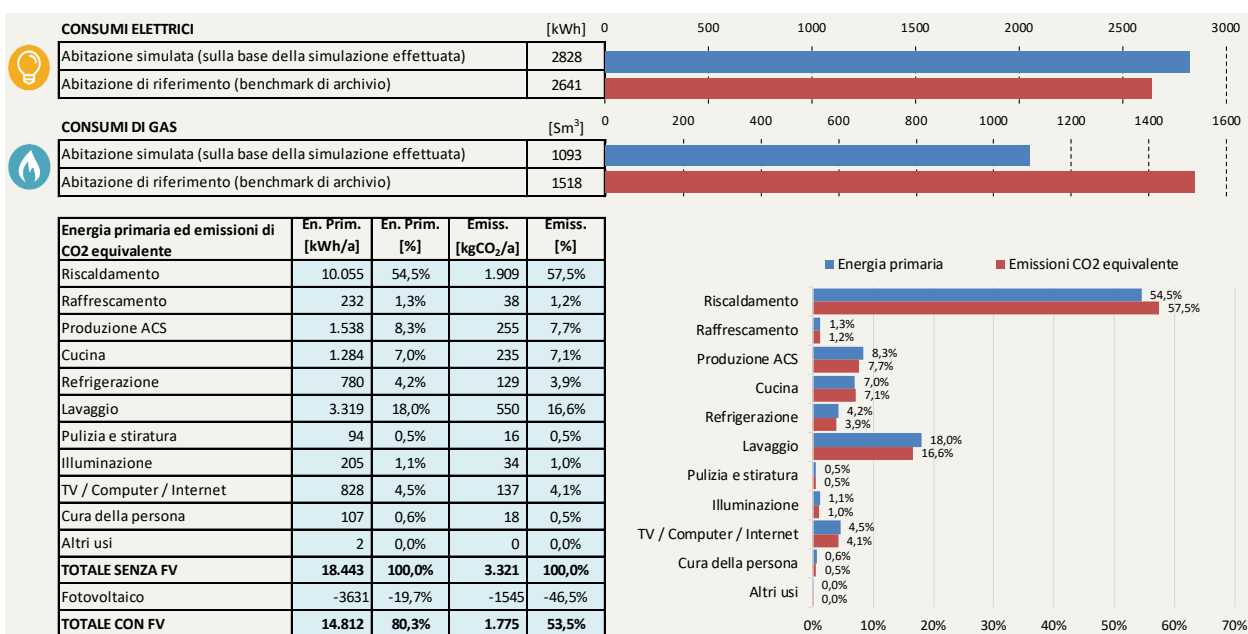 CONSUMI ELETTRICI [kWh] 0 500 1000 1500 2000 2500 3000
Abitazione simulata (sulla base della simulazione effettuata) 2828
Abitazione di riferimento (benchmark di archivio) 2641
CONSUMI DI GAS [Sm³] 0 200 400 600 800 1000 1200 1400 1600
Abitazione simulata (sulla base della simulazione effettuata) 1093
Abitazione di riferimento (benchmark di archivio) 1518
Energia primaria ed emissioni di CO2 equivalente En. Prim. [kWh/a] En. Prim. [%] Emiss. [kgCO₂/a] Emiss. [%]
Riscaldamento 10.055 54,5% 1.909 57,5%
Raffrescamento 232 1,3% 38 1,2%
Produzione ACS 1.538 8,3% 255 7,7%
Cucina 1.284 7,0% 235 7,1%
Refrigerazione 780 4,2% 129 3,9%
Lavaggio 3.319 18,0% 550 16,6%
Pulizia e stiratura 94 0,5% 16 0,5%
Illuminazione 205 1,1% 34 1,0%
TV / Computer / Internet 828 4,5% 137 4,1%
Cura della persona 107 0,6% 18 0,5%
Altri usi 2 0,0% 0 0,0%
TOTALE SENZA FV 18.443 100,0% 3.321 100,0%
Fotovoltaico -3631 -19,7% -1545 -46,5%
TOTALE CON FV 14.812 80,3% 1.775 53,5%
Energia primaria Emissioni CO2 equivalente
Riscaldamento 54,5% 57,5%
Raffrescamento 1,3% 1,2%
Produzione ACS 8,3% 7,7%
Cucina 7,0% 7,1%
Refrigerazione 4,2% 3,9%
Lavaggio 18,0% 16,6%
Pulizia e stiratura 0,5% 0,5%
Illuminazione 1,1% 1,0%
TV / Computer / Internet 4,5% 4,1%
Cura della persona 0,6% 0,5%
Altri usi 0,0% 0,0%
0% 10% 20% 30% 40% 50% 60% 70%